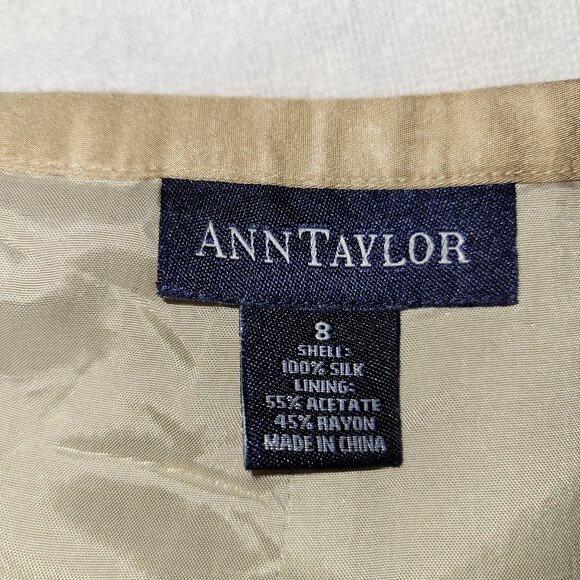 ANNTAYLOR
8
SHELL:
100% SILK
LINING:
55% ACETATE
45% RAYON
MADE IN CHINA